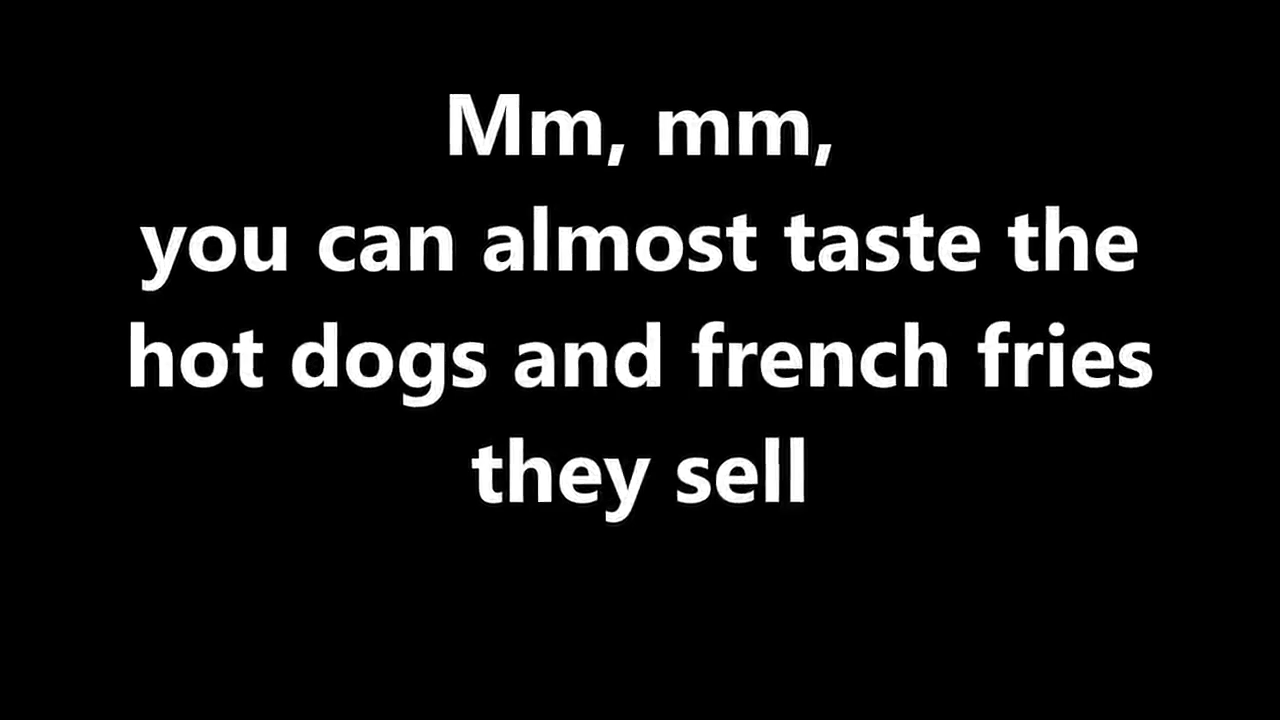 Mm, mm,
you can almost taste the
hot dogs and french fries
they sell